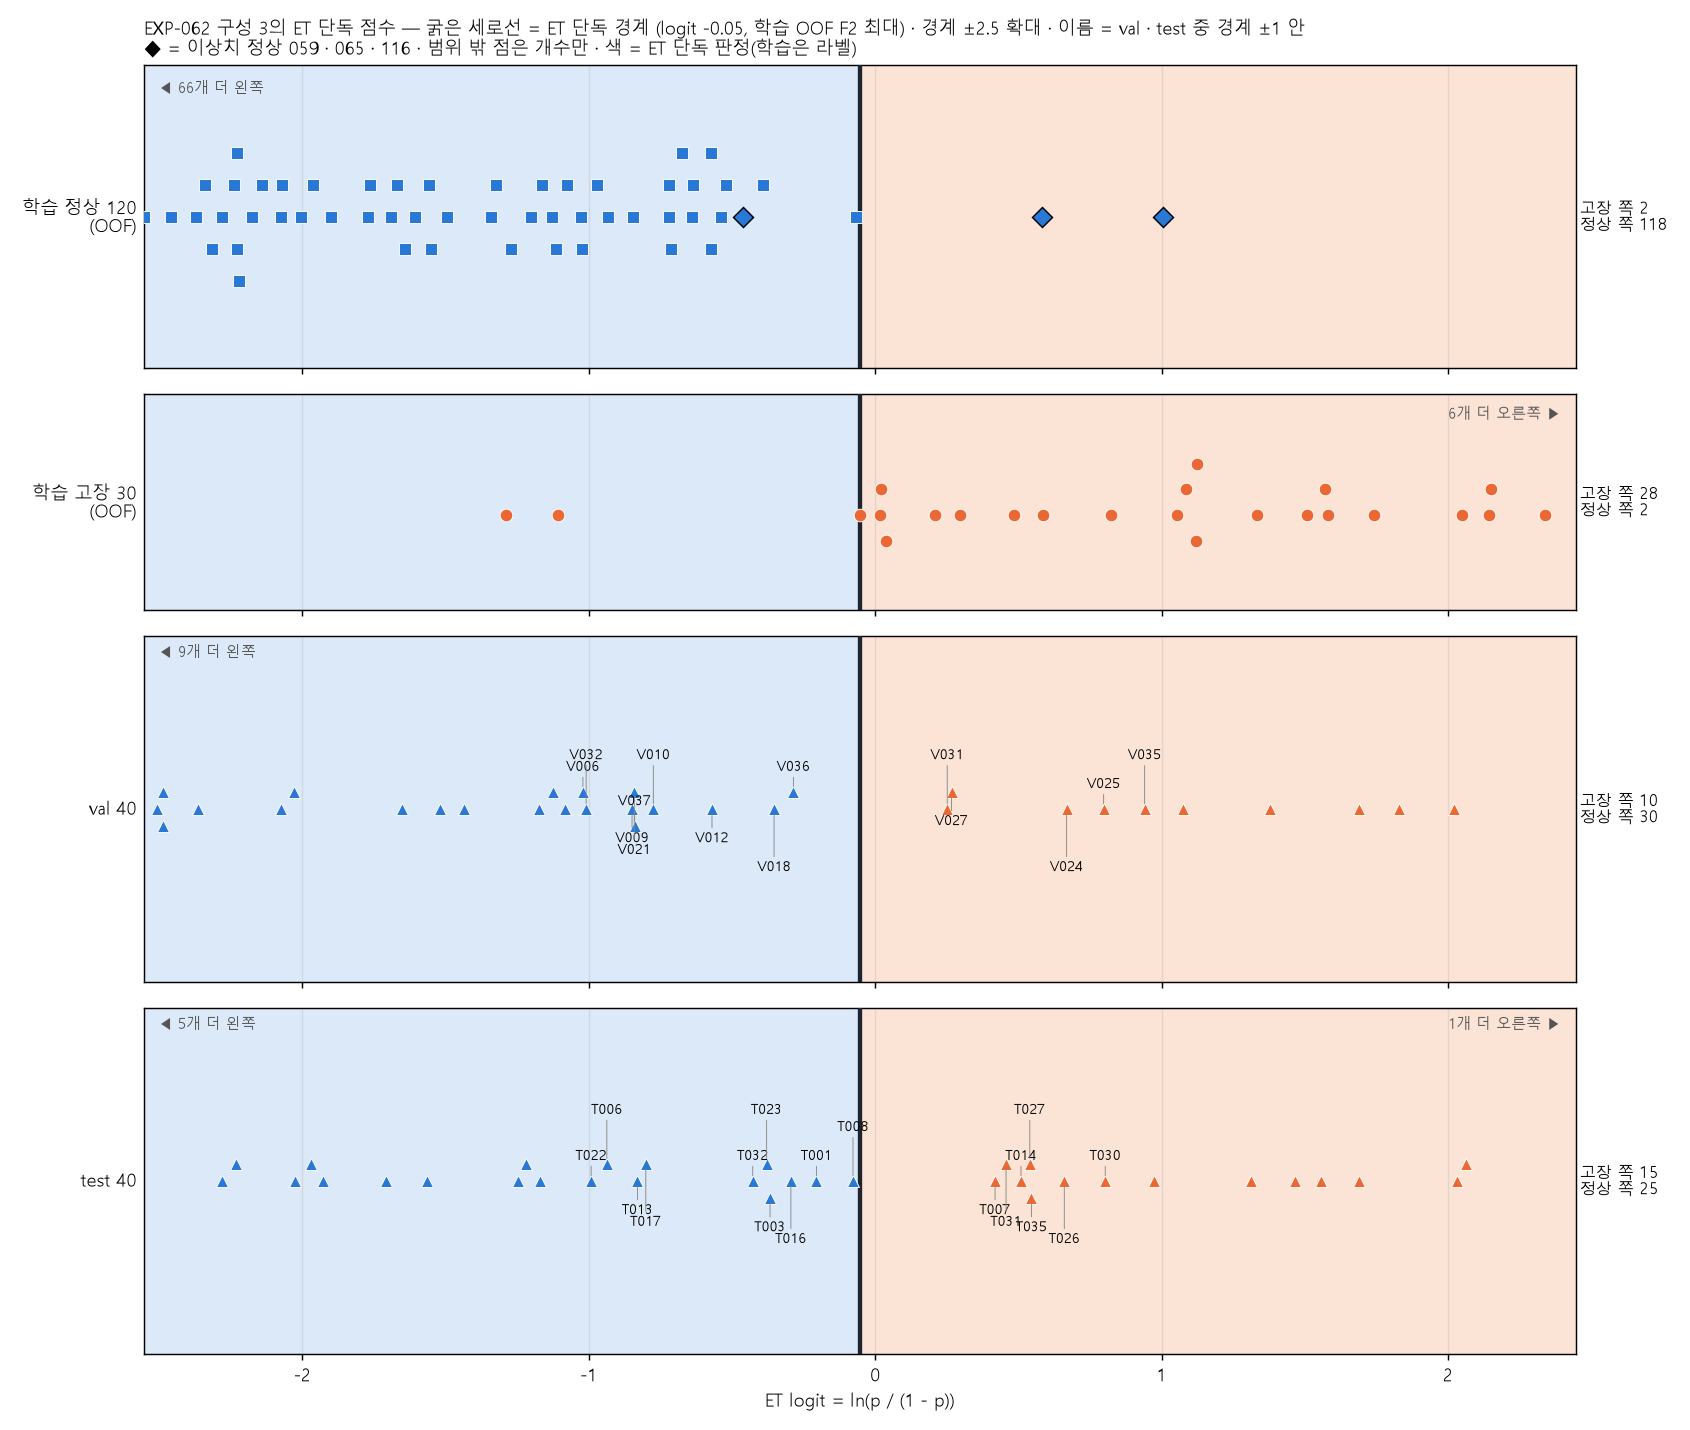 EXP-062 구성 3의 ET 단독 점수 — 굵은 세로선 = ET 단독 경계 (logit -0.05, 학습 OOF F2 최대) · 경계 ±2.5 확대 · 이름 = val · test 중 경계 ±1 안
◆ = 이상치 정상 059 · 065 · 116 · 범위 밖 점은 개수만 · 색 = ET 단독 판정(학습은 라벨)
◀ 66개 더 왼쪽
학습 정상 120
(OOF)
고장 쪽 2
정상 쪽 118
6개 더 오른쪽 ▶
학습 고장 30
(OOF)
고장 쪽 28
정상 쪽 2
◀ 9개 더 왼쪽
V032
V010
V031
V035
V006
V036
V025
V037
val 40
고장 쪽 10
정상 쪽 30
V027
V009
V012
V021
V018
V024
◀ 5개 더 왼쪽
1개 더 오른쪽 ▶
T006
T023
T027
T008
T022
T032
T001
T014
T030
test 40
고장 쪽 15
정상 쪽 25
T013
T007
T017
T031
T003
T035
T016
T026
-2
-1
0
1
2
ET logit = ln(p / (1 - p))